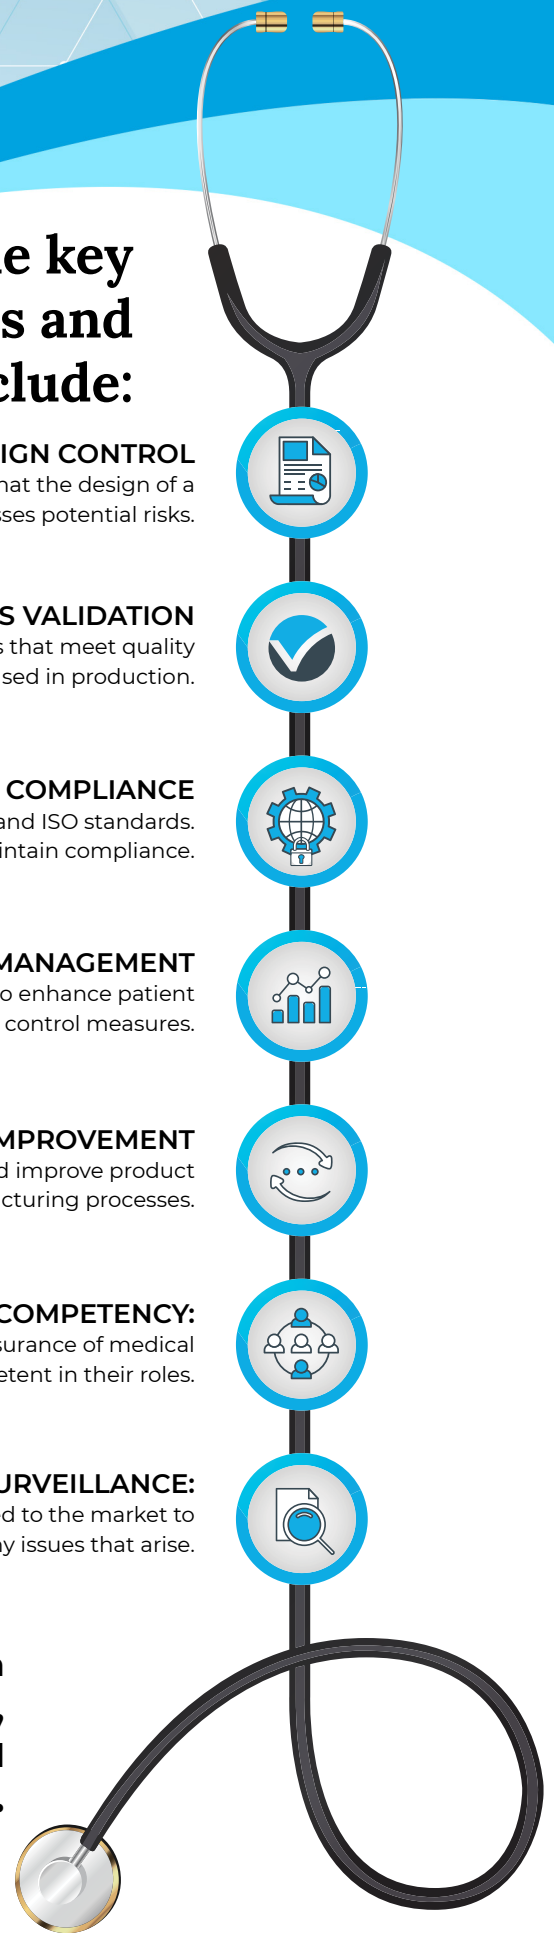 e key
s and
clude:
IGN CONTROL
hat the design of a
sses potential risks.
S VALIDATION
s that meet quality
sed in production.
COMPLIANCE
and ISO standards.
intain compliance.
MANAGEMENT
o enhance patient
control measures.
MPROVEMENT
d improve product
cturing processes.
COMPETENCY:
surance of medical
etent in their roles.
URVEILLANCE:
ed to the market to
y issues that arise.